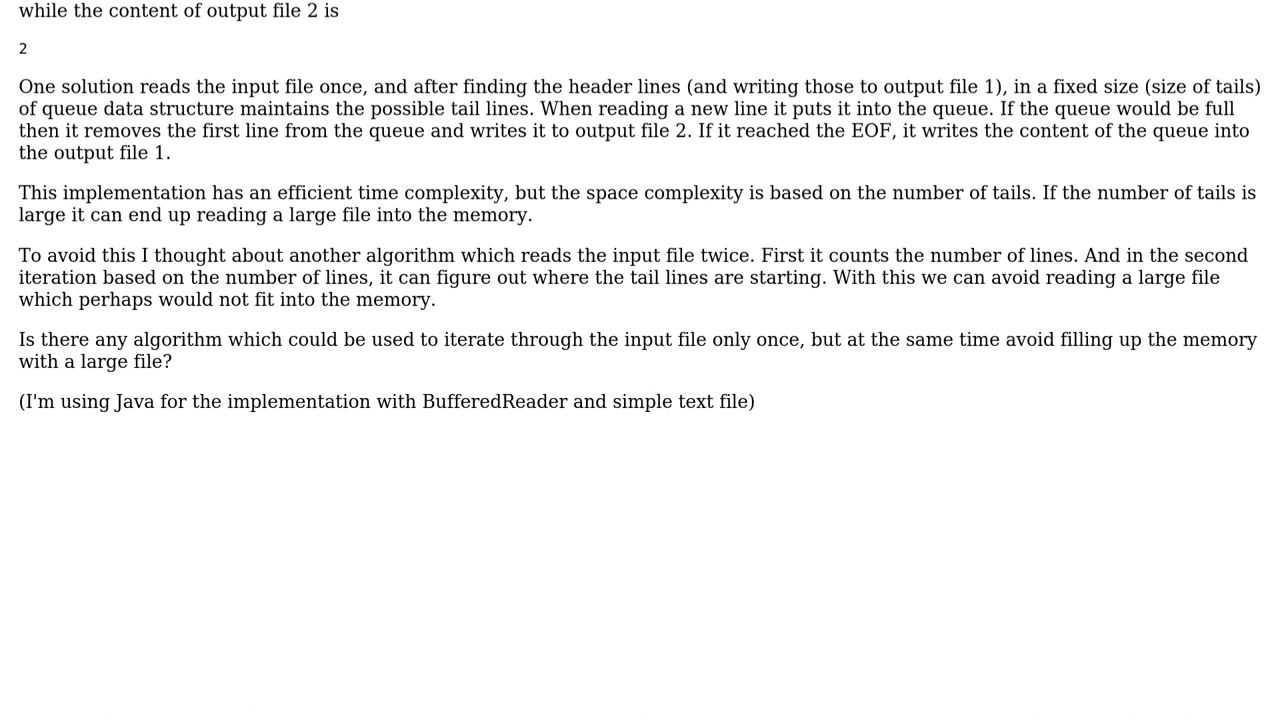 while the content of output file 2 is
2
One solution reads the input file once, and after finding the header lines (and writing those to output file 1), in a fixed size (size of tails)
of queue data structure maintains the possible tail lines. When reading a new line it puts it into the queue. If the queue would be full
then it removes the first line from the queue and writes it to output file 2. If it reached the EOF, it writes the content of the queue into
the output file 1.
This implementation has an efficient time complexity, but the space complexity is based on the number of tails. If the number of tails is
large it can end up reading a large file into the memory.
To avoid this I thought about another algorithm which reads the input file twice. First it counts the number of lines. And in the second
iteration based on the number of lines, it can figure out where the tail lines are starting. With this we can avoid reading a large file
which perhaps would not fit into the memory.
Is there any algorithm which could be used to iterate through the input file only once, but at the same time avoid filling up the memory
with a large file?
(I'm using Java for the implementation with BufferedReader and simple text file)